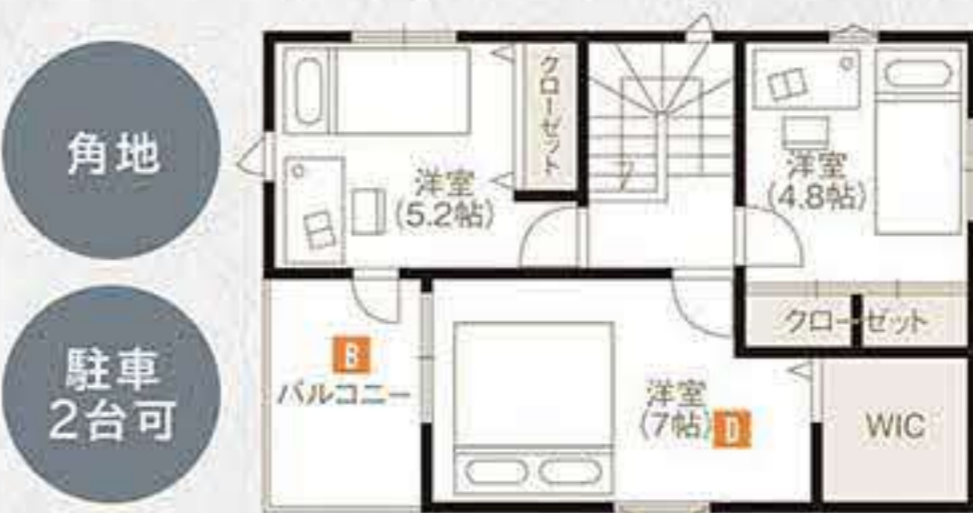 角地
駐車
2台可
クローゼット
洋室
(5.2帖)
洋室
(4.8帖)
クローゼット
B
バルコニー
洋室
(7帖) D
WIC